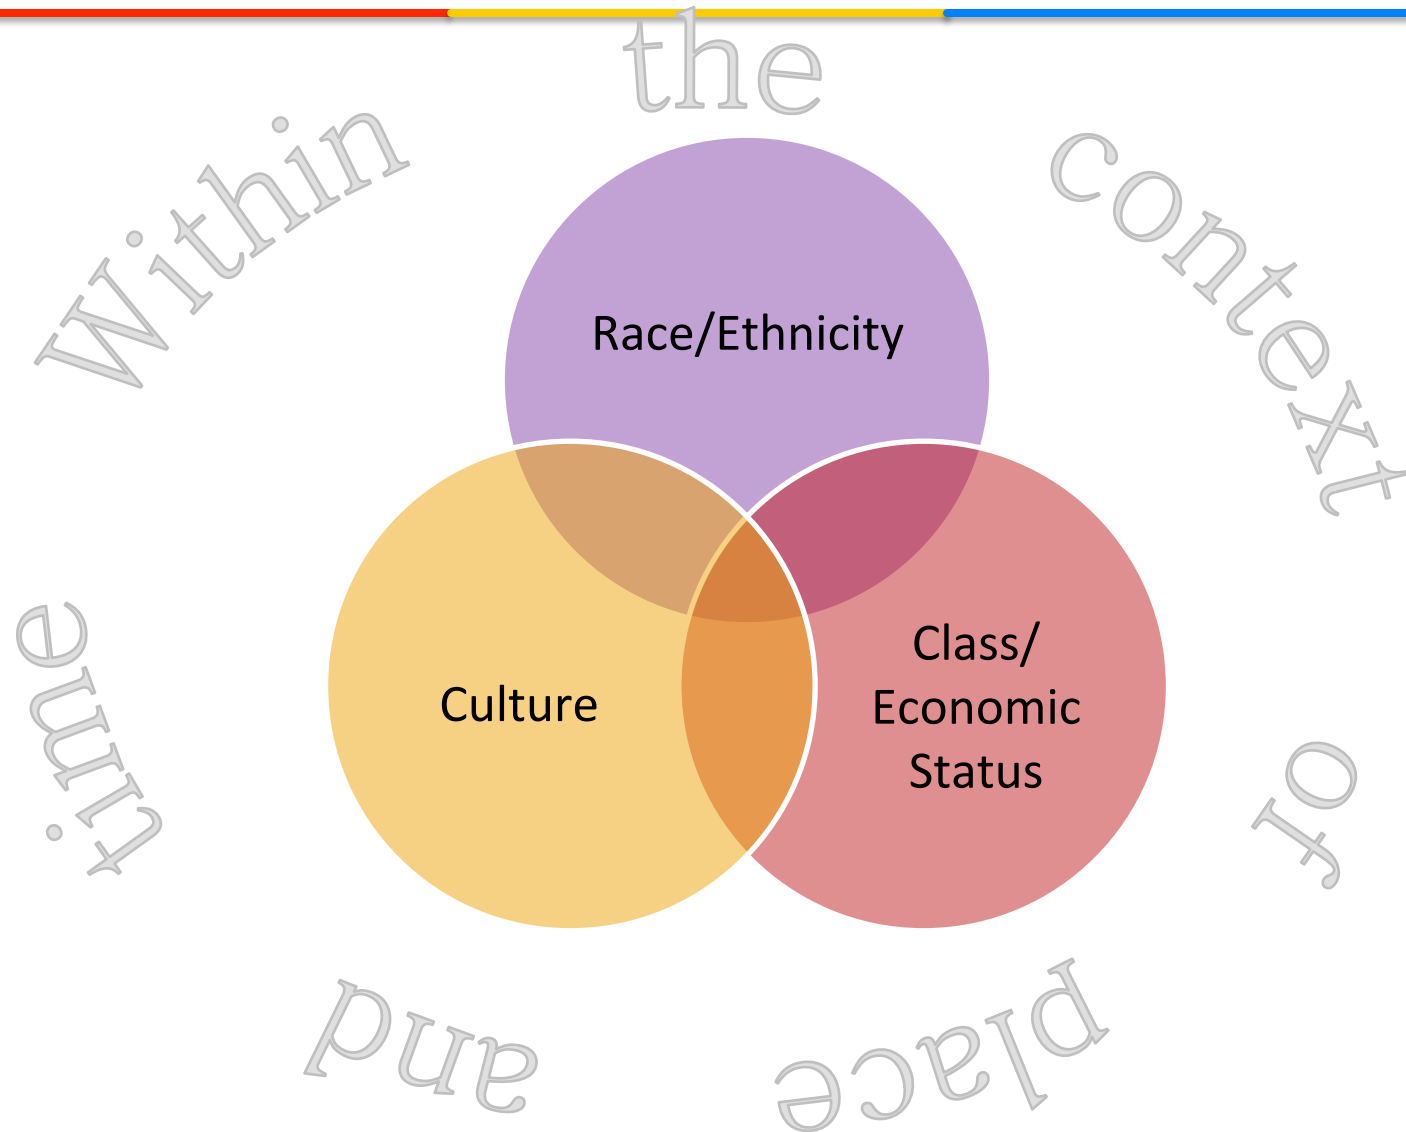 Within the context of place and time
Race/Ethnicity
Culture
Class/
Economic
Status